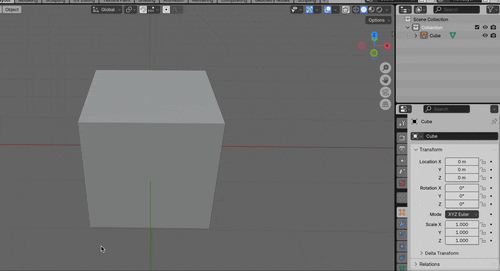 Object
Global
Options
Z
Scene Collection
Collection
Cube
Search
Cube
Cube
Transform
Location X 0 m
Y 0 m
Z 0 m
Rotation X 0°
Y 0°
Z 0°
Mode XYZ Euler
Scale X 1.000
Y 1.000
Z 1.000
Delta Transform
Relations